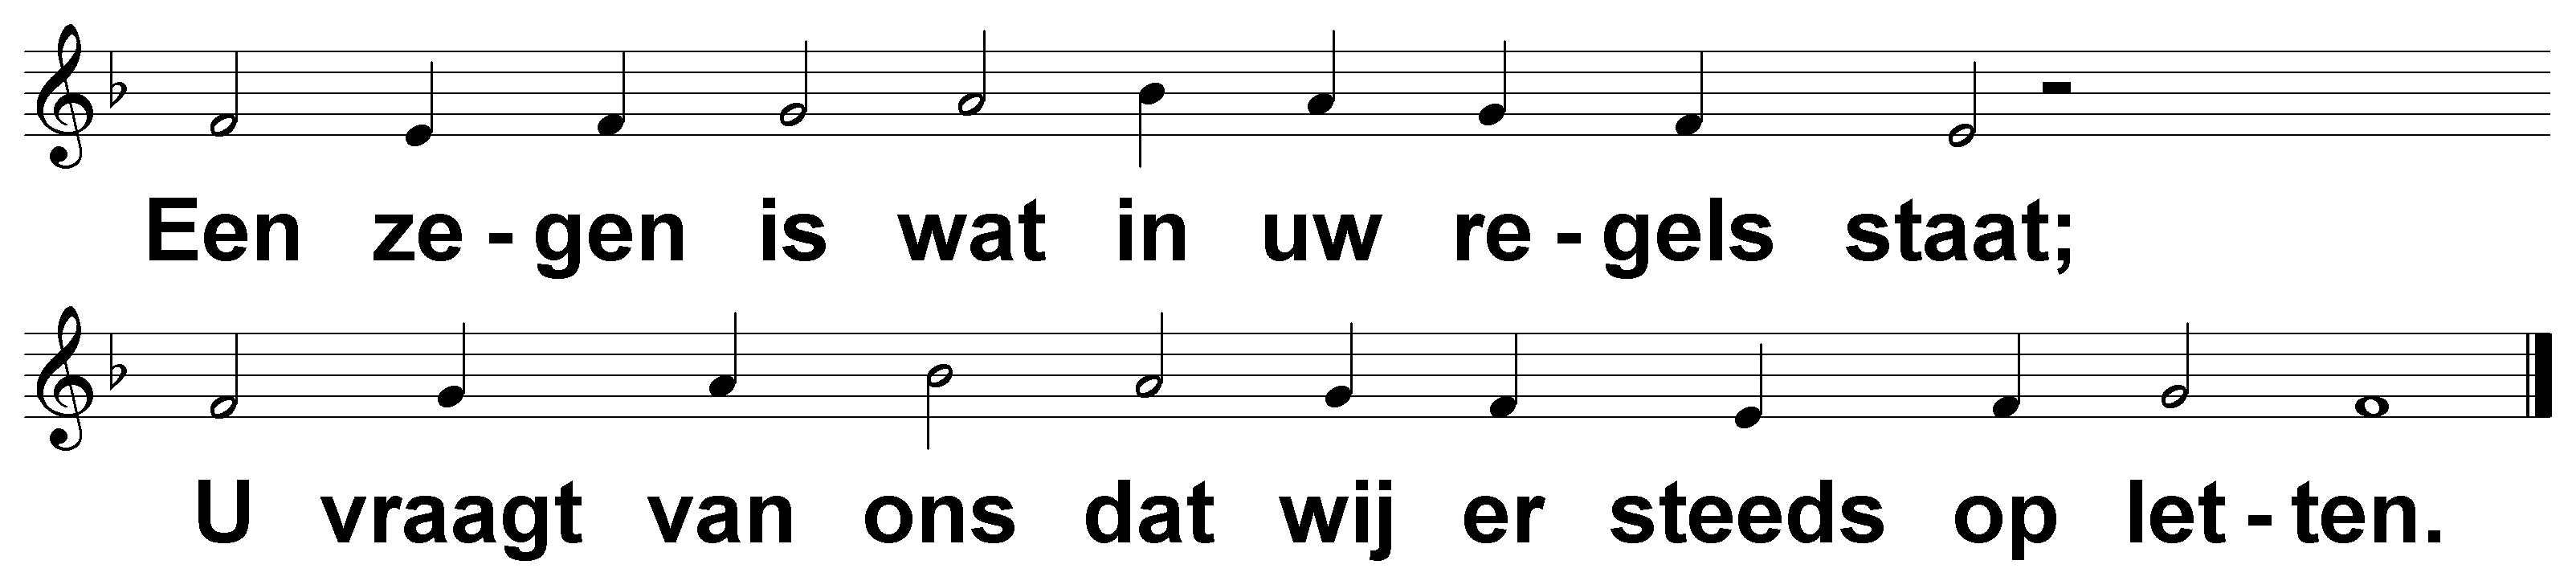 Een ze - gen is wat in uw re - gels staat;
U vraagt van ons dat wij er steeds op let - ten.